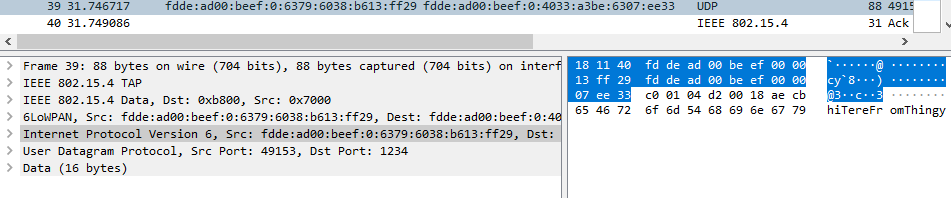 39 31.746717 fdde:ad00:beef:0:6379:6038:b613:ff29 fdde:ad00:beef:0:4033:a3be:6307:ee33 UDP 88 4915
40 31.749086 IEEE 802.15.4 31 Ack
Frame 39: 88 bytes on wire (704 bits), 88 bytes captured (704 bits) on interf
IEEE 802.15.4 TAP
IEEE 802.15.4 Data, Dst: 0xb800, Src: 0x7000
6LoWPAN, Src: fdde:ad00:beef:0:6379:6038:b613:ff29, Dest: fdde:ad00:beef:0:40
Internet Protocol Version 6, Src: fdde:ad00:beef:0:6379:6038:b613:ff29, Dst:
User Datagram Protocol, Src Port: 49153, Dst Port: 1234
Data (16 bytes)
18 11 40 fd de ad 00 be ef 00 00 `······@ ········
13 ff 29 fd de ad 00 be ef 00 00 cy`8···) ········
07 ee 33 c0 01 04 d2 00 18 ae cb @3··c··3 ········
65 46 72 6f 6d 54 68 69 6e 67 79 hiTereFr omThingy